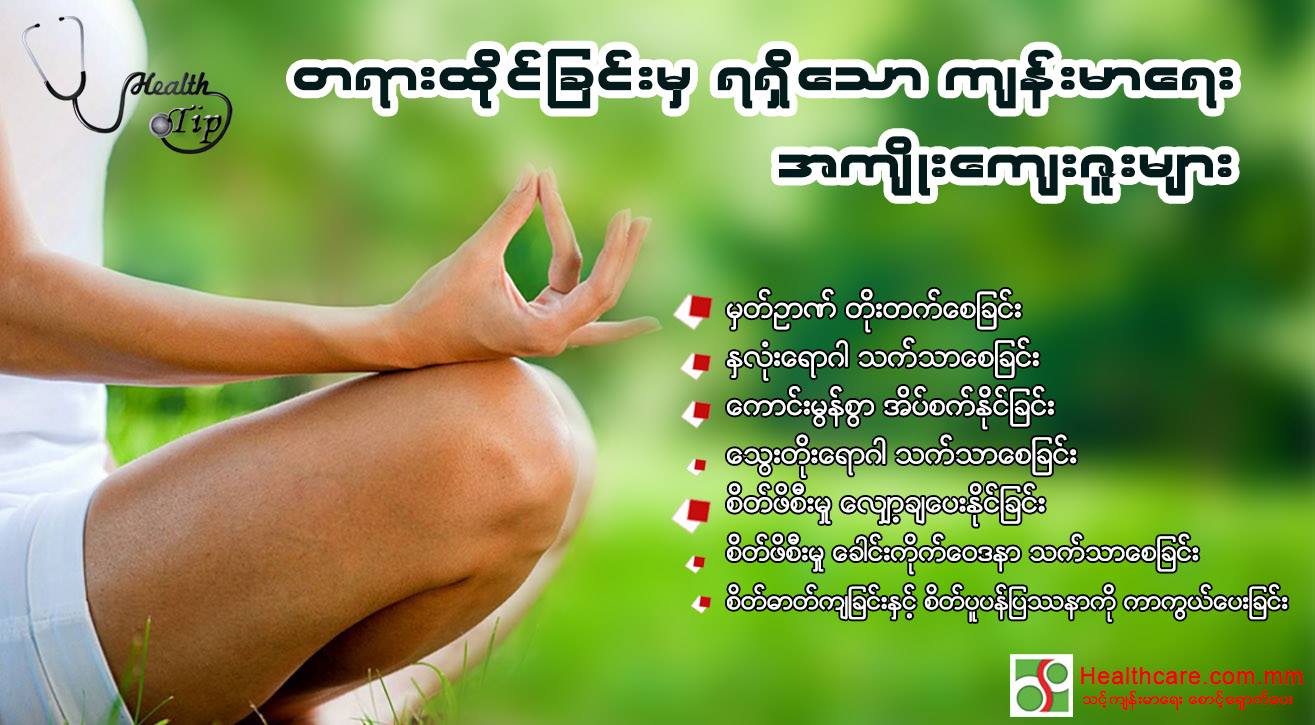 Health
Tip
တရားထိုင်ခြင်းမှ ရရှိသော ကျန်းမာရေး
အကျိုးကျေးဇူးများ
မှတ်ဉာဏ် တိုးတက်စေခြင်း
နှလုံးရောဂါ သက်သာစေခြင်း
ကောင်းမွန်စွာ အိပ်စက်နိုင်ခြင်း
သွေးတိုးရောဂါ သက်သာစေခြင်း
စိတ်ဖိစီးမှု လျှော့ချပေးနိုင်ခြင်း
စိတ်ဖိစီးမှု ခေါင်းကိုက်ဝေဒနာ သက်သာစေခြင်း
စိတ်ဓာတ်ကျခြင်းနှင့် စိတ်ပူပန်ပြဿနာကို ကာကွယ်ပေးခြင်း
Healthcare.com.mm
သင့်ကျန်းမာရေး စောင့်ရှောက်ပေး